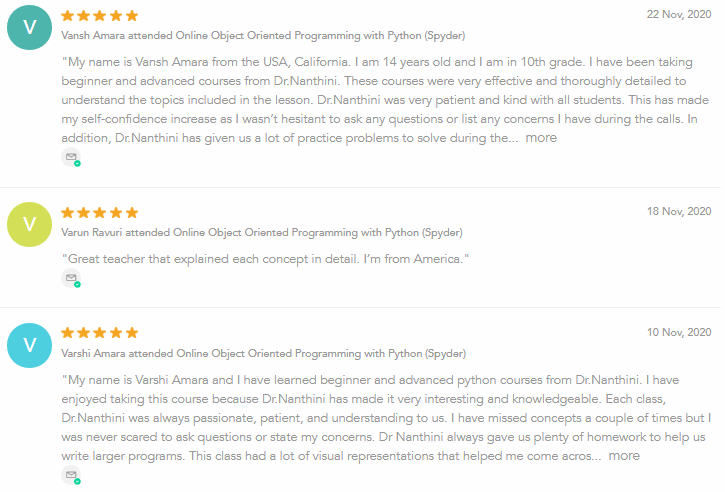 V
22 Nov, 2020
Vansh Amara attended Online Object Oriented Programming with Python (Spyder)
"My name is Vansh Amara from the USA, California. I am 14 years old and I am in 10th grade. I have been taking
beginner and advanced courses from Dr.Nanthini. These courses were very effective and thoroughly detailed to
understand the topics included in the lesson. Dr.Nanthini was very patient and kind with all students. This has made
my self-confidence increase as I wasn't hesitant to ask any questions or list any concerns I have during the calls. In
addition, Dr.Nanthini has given us a lot of practice problems to solve during the... more
V
18 Nov, 2020
Varun Ravuri attended Online Object Oriented Programming with Python (Spyder)
"Great teacher that explained each concept in detail. I'm from America."
V
10 Nov, 2020
Varshi Amara attended Online Object Oriented Programming with Python (Spyder)
"My name is Varshi Amara and I have learned beginner and advanced python courses from Dr.Nanthini. I have
enjoyed taking this course because Dr.Nanthini has made it very interesting and knowledgeable. Each class,
Dr.Nanthini was always passionate, patient, and understanding to us. I have missed concepts a couple of times but I
was never scared to ask questions or state my concerns. Dr Nanthini always gave us plenty of homework to help us
write larger programs. This class had a lot of visual representations that helped me come acros... more